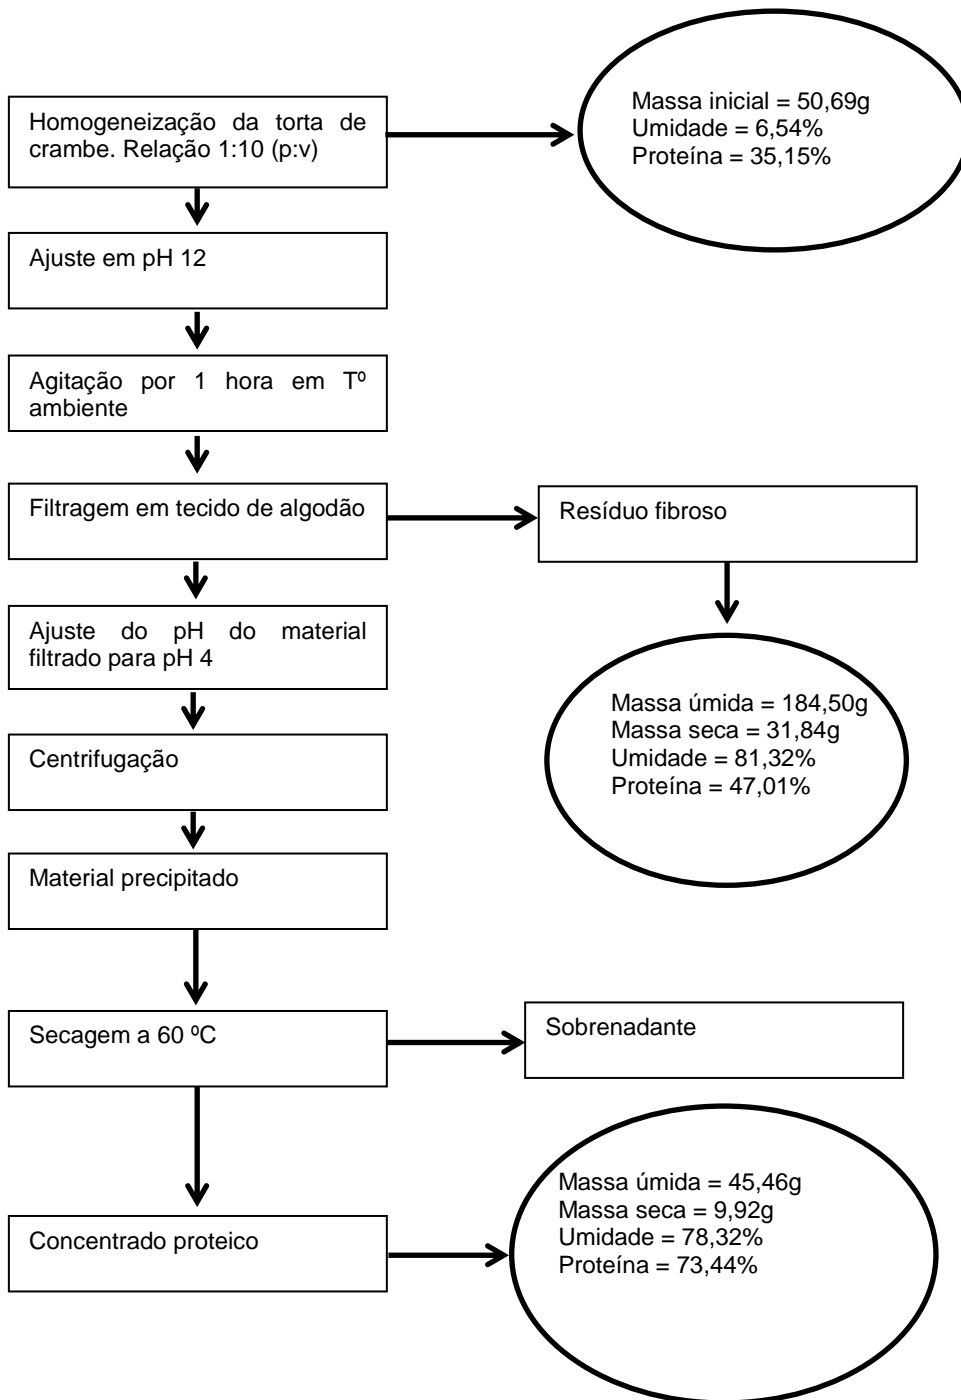 Massa inicial = 50,69g
Umidade = 6,54%
Proteína = 35,15%
Homogeneização da torta de
crambe. Relação 1:10 (p:v)
Ajuste em pH 12
Agitação por 1 hora em Tº
ambiente
Filtragem em tecido de algodão
Resíduo fibroso
Ajuste do pH do material
filtrado para pH 4
Massa úmida = 184,50g
Massa seca = 31,84g
Umidade = 81,32%
Proteína = 47,01%
Centrifugação
Material precipitado
Secagem a 60 ºC
Sobrenadante
Massa úmida = 45,46g
Massa seca = 9,92g
Umidade = 78,32%
Proteína = 73,44%
Concentrado proteico